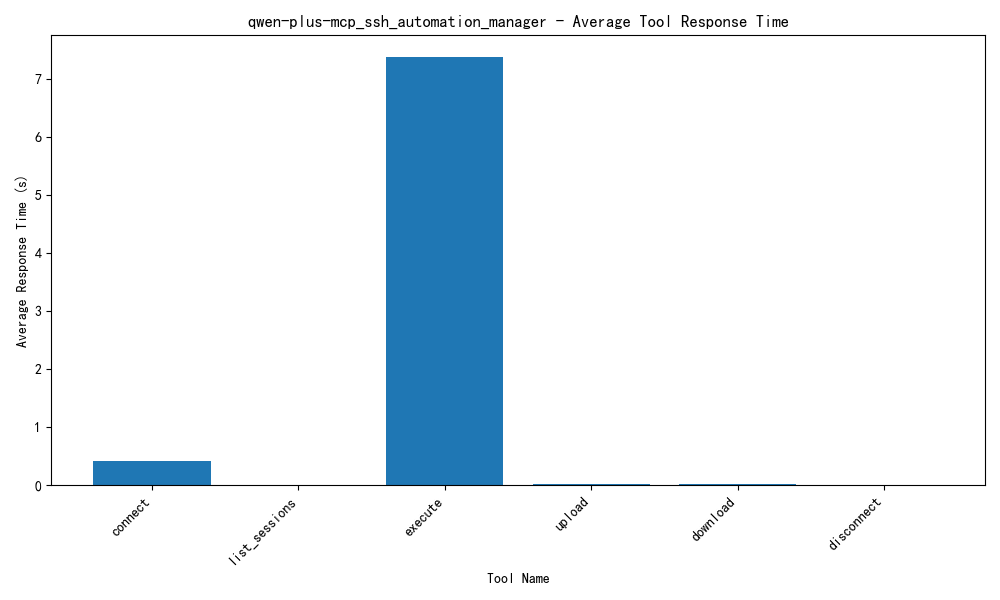 qwen-plus-mcp_ssh_automation_manager - Average Tool Response Time
Average Response Time (s)
7
6
5
4
3
2
1
0
connect
list_sessions
execute
upload
download
disconnect
Tool Name